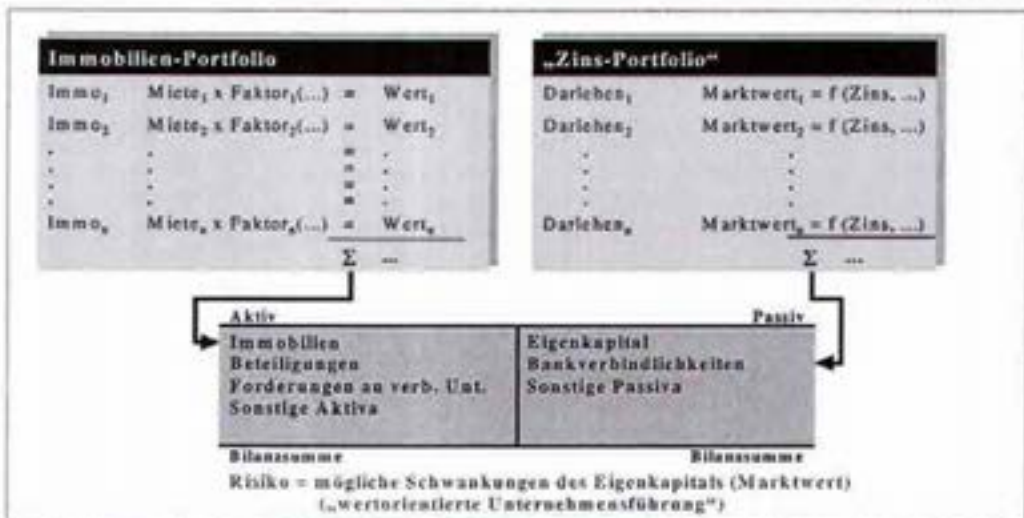 Immobilien-Portfolio
Immo₁ Miete₁ x Faktor₁(...) = Wert₁
Immo₂ Miete₂ x Faktor₂(...) = Wert₂
. . = .
. . = .
. . = .
. . = .
Immoₙ Mieteₙ x Faktorₙ(...) = Wertₙ
Σ ...
„Zins-Portfolio“
Darlehen₁ Marktwert₁ = f (Zins, ...)
Darlehen₂ Marktwert₂ = f (Zins, ...)
. .
. .
. .
. .
Darlehenₙ Marktwertₙ = f (Zins, ...)
Σ ...
Aktiv Passiv
Immobilien Eigenkapital
Beteiligungen Bankverbindlichkeiten
Forderungen an verb. Unt. Sonstige Passiva
Sonstige Aktiva
Bilanzsumme Bilanzsumme
Risiko = mögliche Schwankungen des Eigenkapitals (Marktwert)
(„wertorientierte Unternehmensführung“)